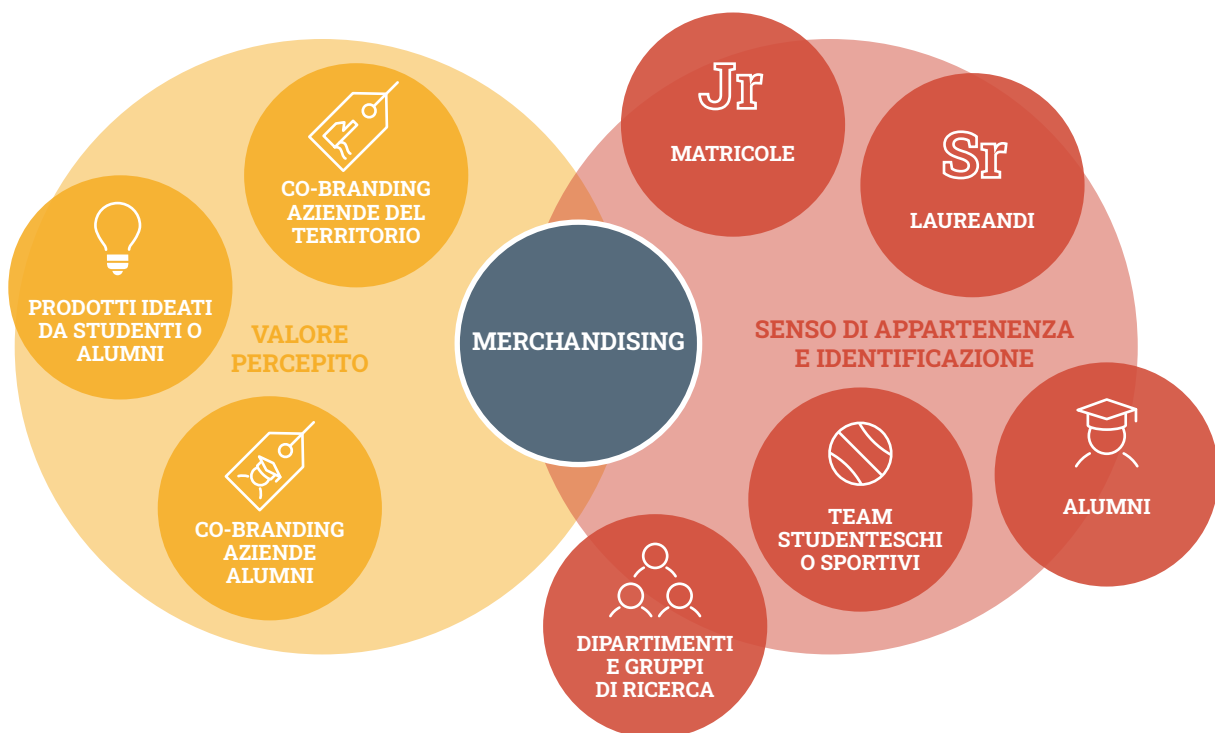 CO-BRANDING
AZIENDE DEL
TERRITORIO
PRODOTTI IDEATI
DA STUDENTI O
ALUMNI
VALORE
PERCEPITO
CO-BRANDING
AZIENDE
ALUMNI
MERCHANDISING
Jr
MATRICOLE
Sr
LAUREANDI
SENSO DI APPARTENENZA
E IDENTIFICAZIONE
ALUMNI
TEAM
STUDENTESCHI
O SPORTIVI
DIPARTIMENTI
E GRUPPI
DI RICERCA